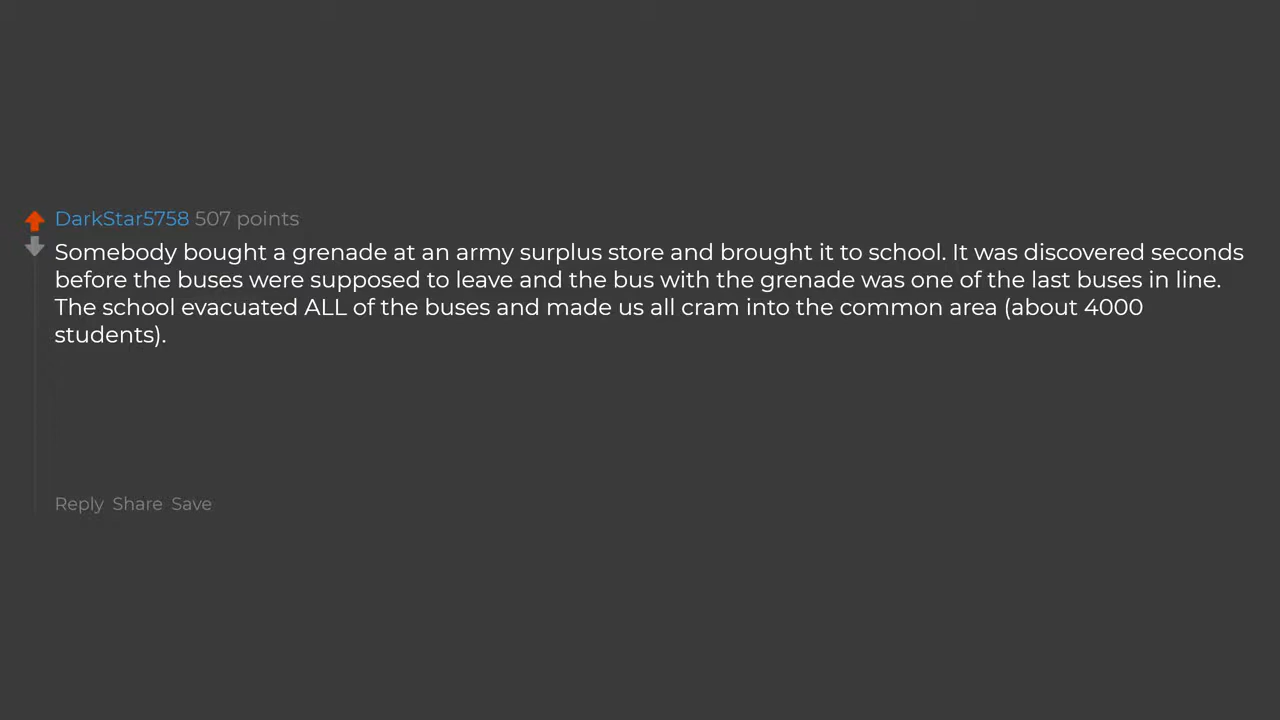 DarkStar5758 507 points
Somebody bought a grenade at an army surplus store and brought it to school. It was discovered seconds
before the buses were supposed to leave and the bus with the grenade was one of the last buses in line.
The school evacuated ALL of the buses and made us all cram into the common area (about 4000
students).
Reply Share Save